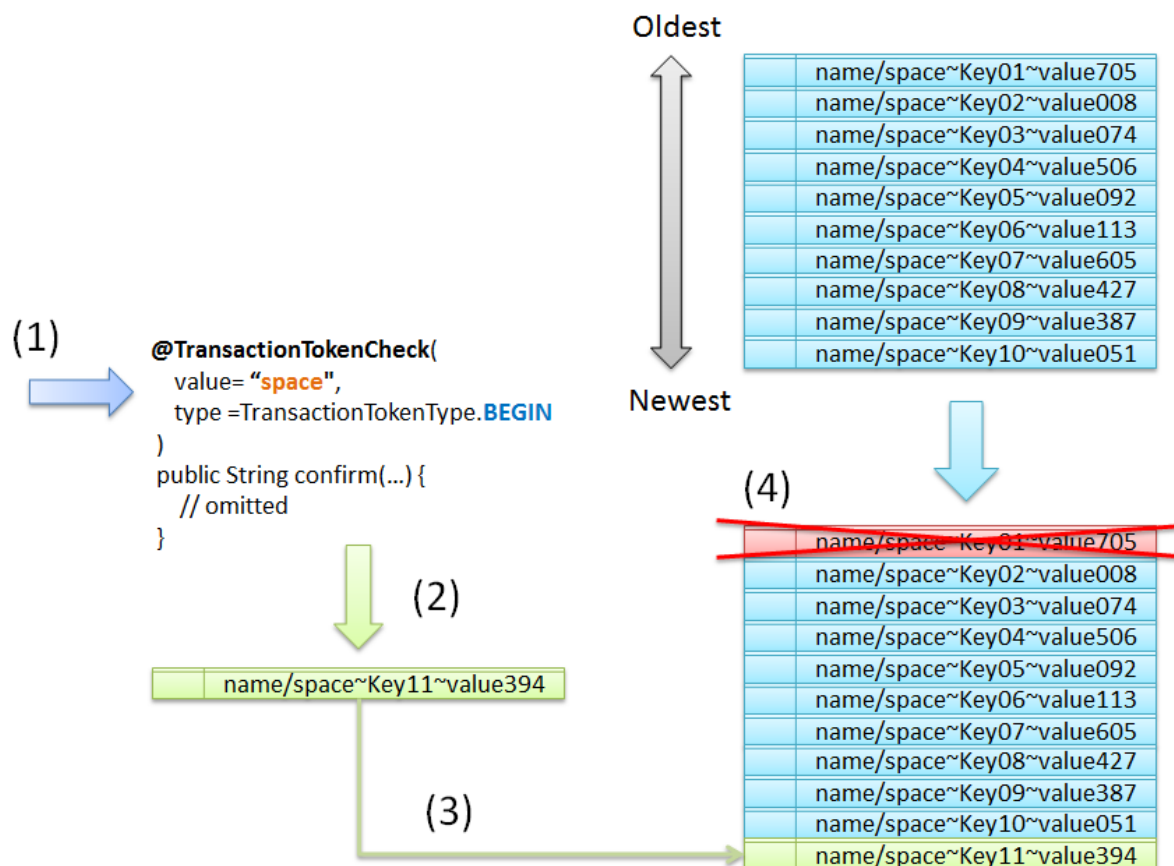 Oldest
name/space~Key01~value705
name/space~Key02~value008
name/space~Key03~value074
name/space~Key04~value506
name/space~Key05~value092
name/space~Key06~value113
name/space~Key07~value605
name/space~Key08~value427
name/space~Key09~value387
name/space~Key10~value051
Newest
(1)
@TransactionTokenCheck(
value= “space",
type =TransactionTokenType.BEGIN
)
public String confirm(...) {
// omitted
}
(2)
name/space~Key11~value394
(3)
(4)
name/space~Key01~value705
name/space~Key02~value008
name/space~Key03~value074
name/space~Key04~value506
name/space~Key05~value092
name/space~Key06~value113
name/space~Key07~value605
name/space~Key08~value427
name/space~Key09~value387
name/space~Key10~value051
name/space~Key11~value394